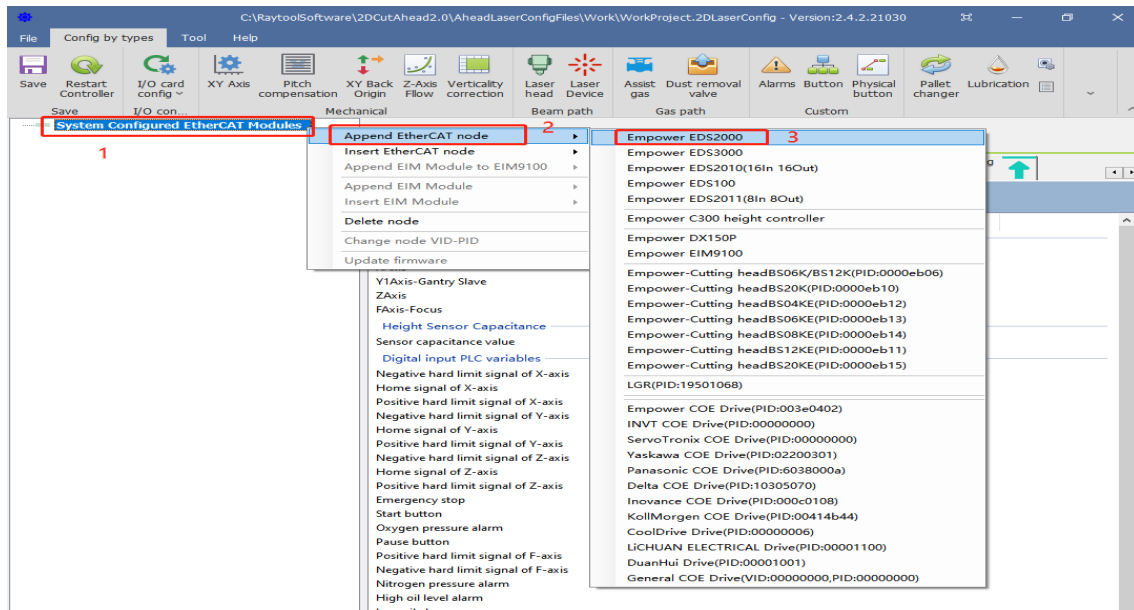 C:\RaytoolSoftware\2DCutAhead2.0\AheadLaserConfigFiles\Work\WorkProject.2DLaserConfig - Version:2.4.2.21030
File Config by types Tool Help
Save Restart Controller I/O card config XY Axis Pitch compensation XY Back Origin Z-Axis Fllow Verticality correction Laser head Laser Device Assist gas Dust removal valve Alarms Button Physical button Pallet changer Lubrication
Save I/O con... Mechanical Beam path Gas path Custom
System Configured EtherCAT Modules
1
2
3
Append EtherCAT node
Insert EtherCAT node
Append EIM Module to EIM9100
Append EIM Module
Insert EIM Module
Delete node
Change node VID-PID
Update firmware
Empower EDS2000
Empower EDS3000
Empower EDS2010(16In 16Out)
Empower EDS100
Empower EDS2011(8In 8Out)
Empower C300 height controller
Empower DX150P
Empower EIM9100
Empower-Cutting headBS06K/BS12K(PID:0000eb06)
Empower-Cutting headBS20K(PID:0000eb10)
Empower-Cutting headBS04KE(PID:0000eb12)
Empower-Cutting headBS06KE(PID:0000eb13)
Empower-Cutting headBS08KE(PID:0000eb14)
Empower-Cutting headBS12KE(PID:0000eb11)
Empower-Cutting headBS20KE(PID:0000eb15)
LGR(PID:19501068)
Empower COE Drive(PID:003e0402)
INVT COE Drive(PID:00000000)
ServoTronix COE Drive(PID:00000000)
Yaskawa COE Drive(PID:02200301)
Panasonic COE Drive(PID:6038000a)
Delta COE Drive(PID:10305070)
Inovance COE Drive(PID:000c0108)
KollMorgen COE Drive(PID:00414b44)
CoolDrive Drive(PID:00000006)
LiCHUAN ELECTRICAL Drive(PID:00001100)
DuanHui Drive(PID:00001001)
General COE Drive(VID:00000000,PID:00000000)
Y1Axis-Gantry Slave
ZAxis
FAxis-Focus
Height Sensor Capacitance
Sensor capacitance value
Digital input PLC variables
Negative hard limit signal of X-axis
Home signal of X-axis
Positive hard limit signal of X-axis
Negative hard limit signal of Y-axis
Home signal of Y-axis
Positive hard limit signal of Y-axis
Negative hard limit signal of Z-axis
Home signal of Z-axis
Positive hard limit signal of Z-axis
Emergency stop
Start button
Oxygen pressure alarm
Pause button
Positive hard limit signal of F-axis
Negative hard limit signal of F-axis
Nitrogen pressure alarm
High oil level alarm